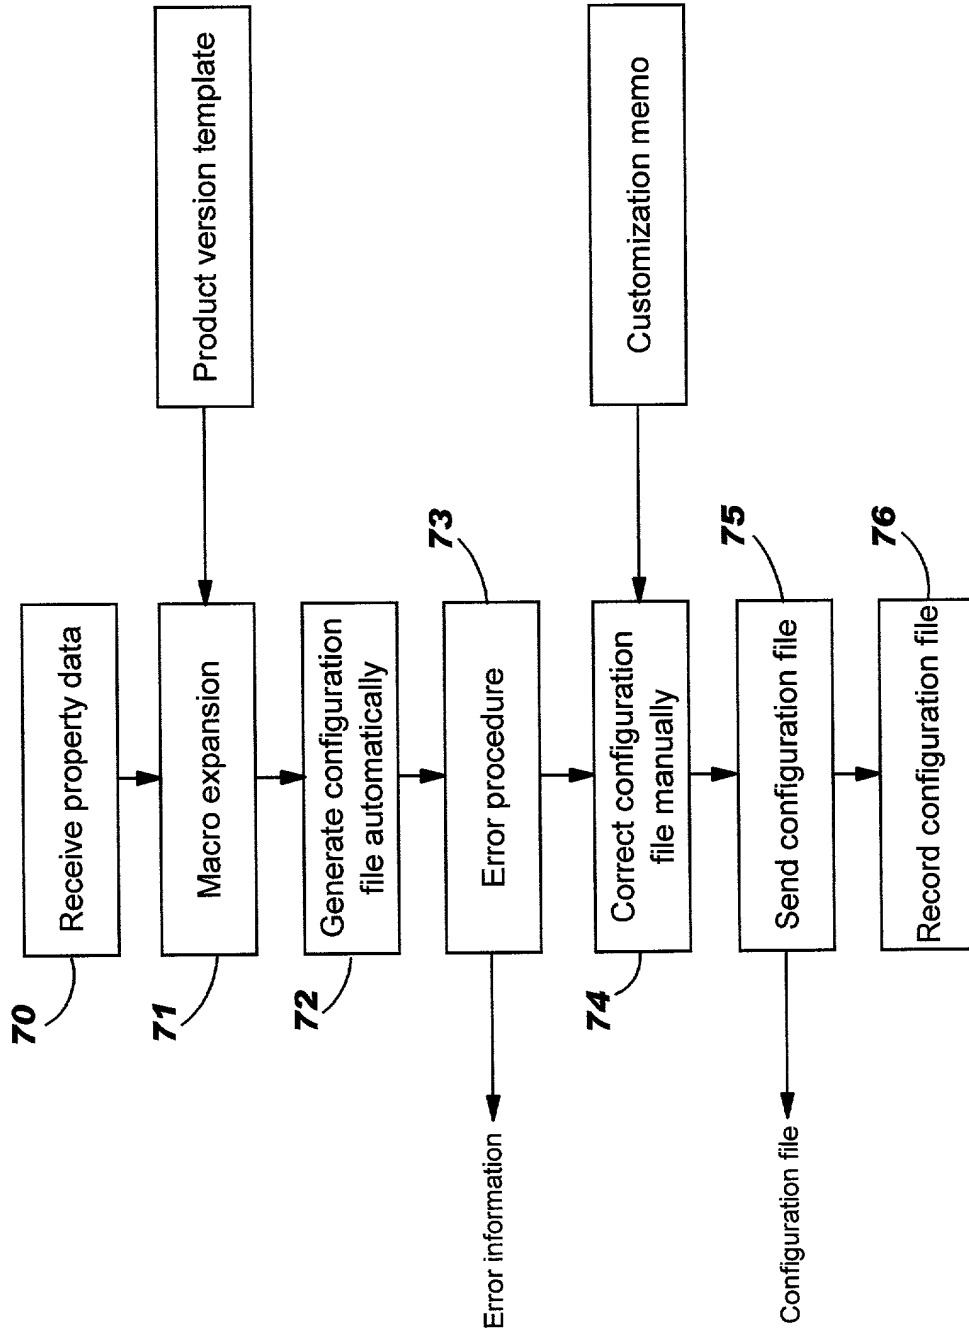 70
Receive property data
71
Macro expansion
Product version template
72
Generate configuration
file automatically
73
Error procedure
Error information
74
Correct configuration
file manually
Customization memo
75
Send configuration file
Configuration file
76
Record configuration file